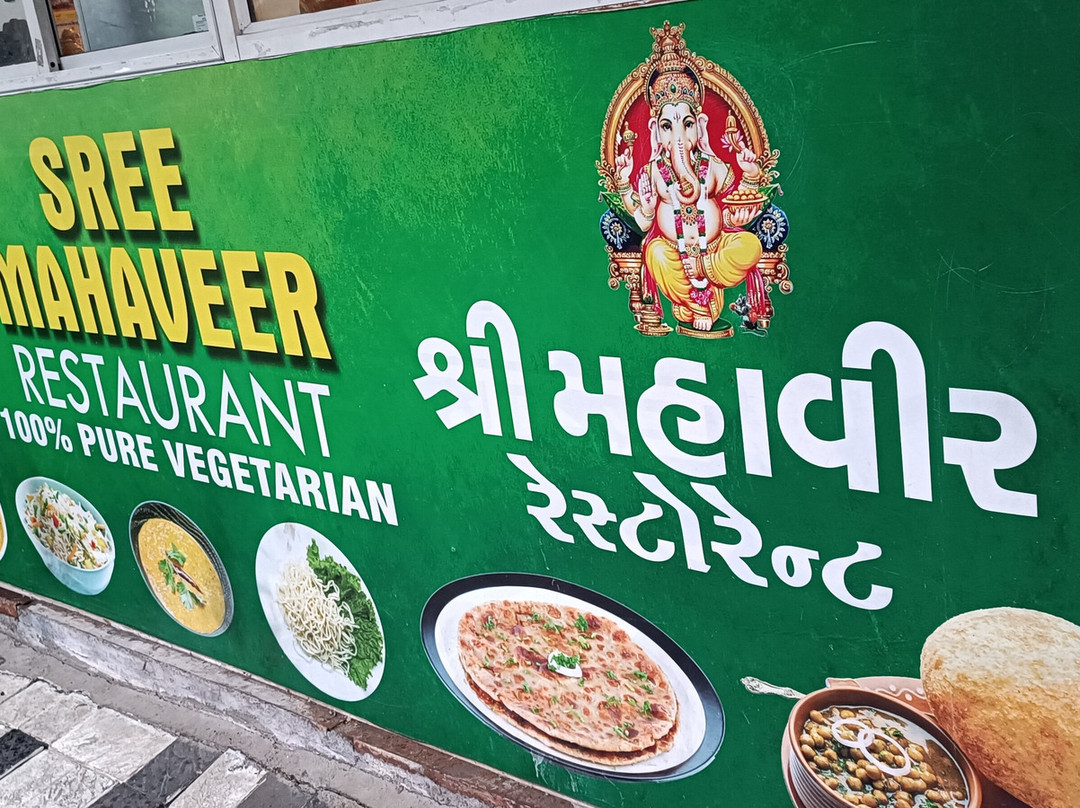 SREE
MAHAVEER
RESTAURANT
100% PURE VEGETARIAN
શ્રી મહાવીર
રેસ્ટોરેન્ટ